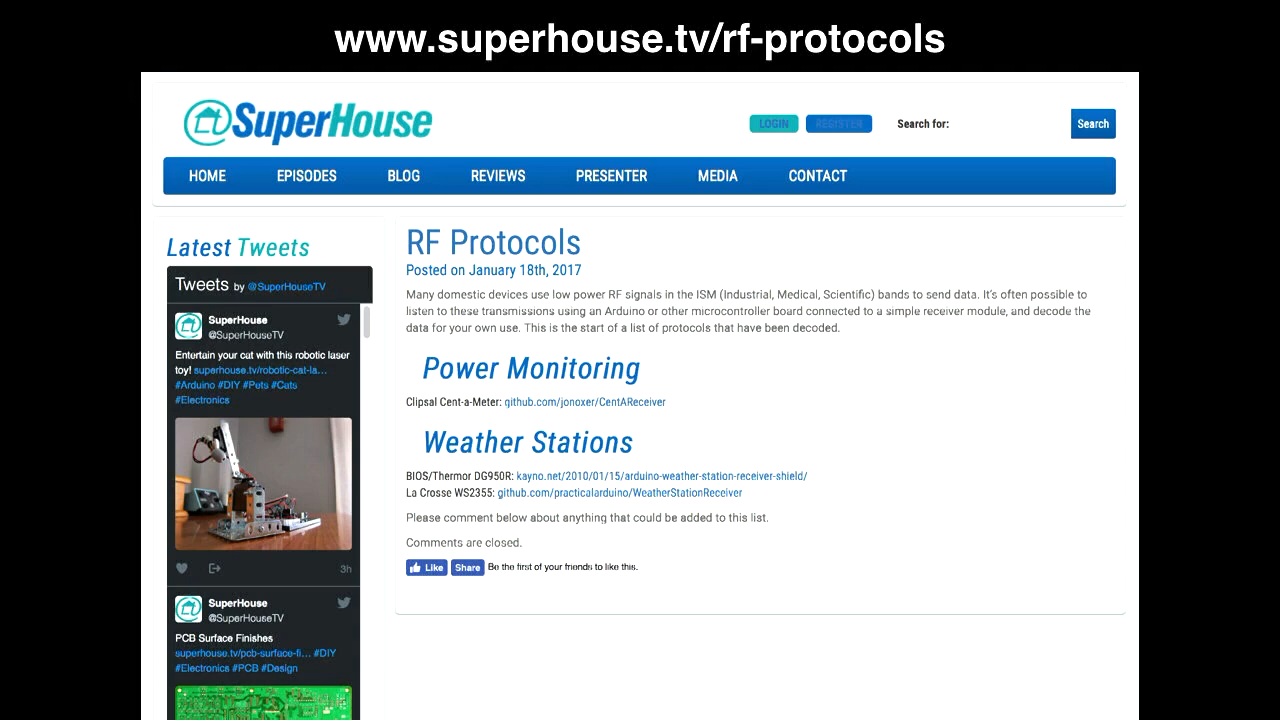 www.superhouse.tv/rf-protocols
@SuperHouse
LOGIN
REGISTER
Search for:
Search
HOME
EPISODES
BLOG
REVIEWS
PRESENTER
MEDIA
CONTACT
Latest Tweets
Tweets by @SuperHouseTV
SuperHouse
@SuperHouseTV
Entertain your cat with this robotic laser
toy! superhouse.tv/robotic-cat-la…
#Arduino #DIY #Pets #Cats
#Electronics
3h
SuperHouse
@SuperHouseTV
PCB Surface Finishes
superhouse.tv/pcb-surface-fi… #DIY
#Electronics #PCB #Design
RF Protocols
Posted on January 18th, 2017
Many domestic devices use low power RF signals in the ISM (Industrial, Medical, Scientific) bands to send data. It's often possible to
listen to these transmissions using an Arduino or other microcontroller board connected to a simple receiver module, and decode the
data for your own use. This is the start of a list of protocols that have been decoded.
Power Monitoring
Clipsal Cent-a-Meter: github.com/jonoxer/CentAReceiver
Weather Stations
BIOS/Thermor DG950R: kayno.net/2010/01/15/arduino-weather-station-receiver-shield/
La Crosse WS2355: github.com/practicalarduino/WeatherStationReceiver
Please comment below about anything that could be added to this list.
Comments are closed.
Like
Share
Be the first of your friends to like this.